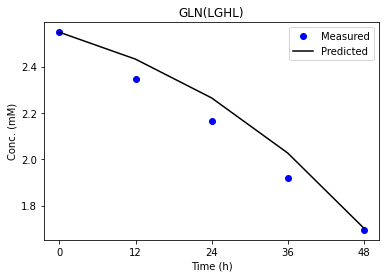 GLN(LGHL)
Measured
Predicted
Conc. (mM)
2.4
2.2
2.0
1.8
0 12 24 36 48
Time (h)